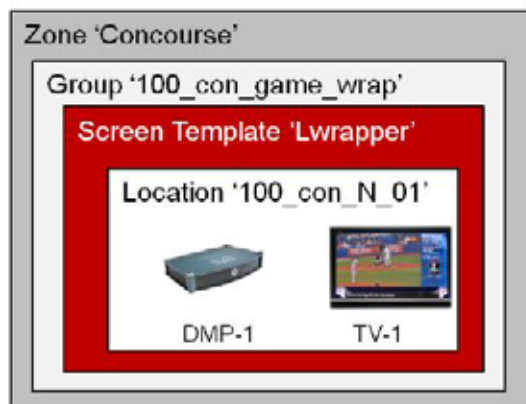 Zone ‘Concourse’
Group ‘100_con_game_wrap’
Screen Template ‘Lwrapper’
Location ‘100_con_N_01’
DMP-1 TV-1